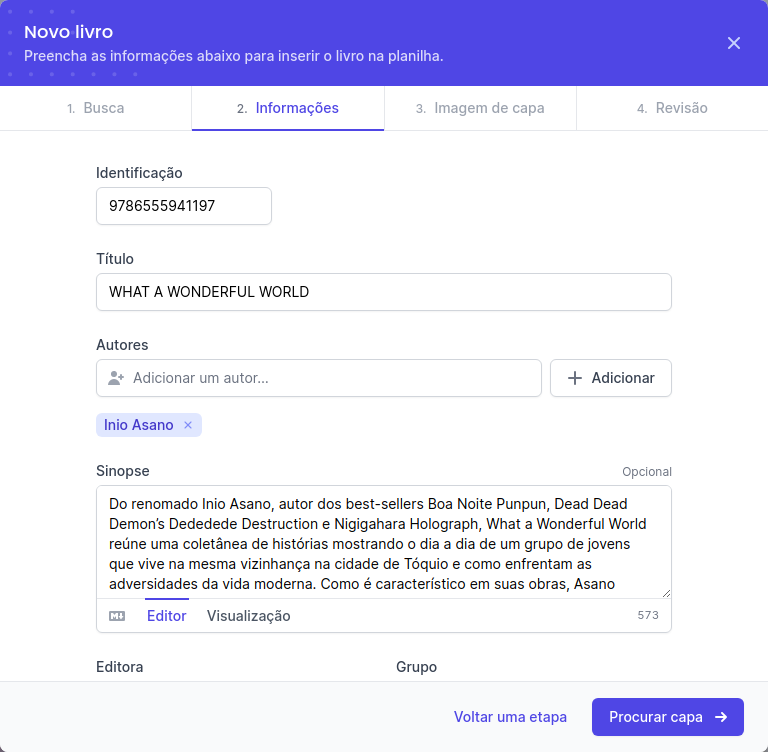 Novo livro
Preencha as informações abaixo para inserir o livro na planilha.
1. Busca
2. Informações
3. Imagem de capa
4. Revisão
Identificação
9786555941197
Título
WHAT A WONDERFUL WORLD
Autores
Adicionar um autor...
Adicionar
Inio Asano
Sinopse
Opcional
Do renomado Inio Asano, autor dos best-sellers Boa Noite Punpun, Dead Dead
Demon’s Dededede Destruction e Nigigahara Holograph, What a Wonderful World
reúne uma coletânea de histórias mostrando o dia a dia de um grupo de jovens
que vive na mesma vizinhança na cidade de Tóquio e como enfrentam as
adversidades da vida moderna. Como é característico em suas obras, Asano
Editor
Visualização
573
Editora
Grupo
Voltar uma etapa
Procurar capa